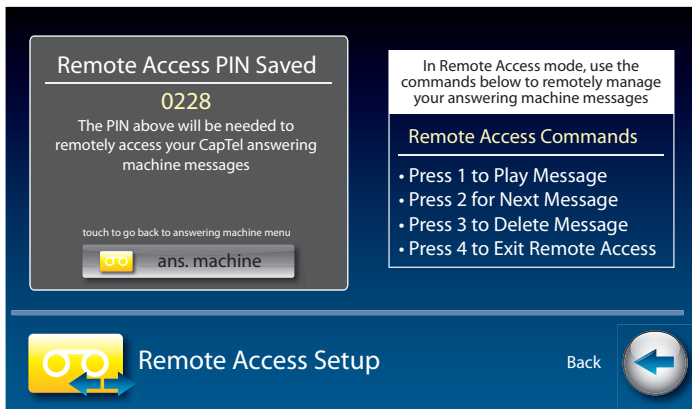 Remote Access PIN Saved
0228
The PIN above will be needed to
remotely access your CapTel answering
machine messages
touch to go back to answering machine menu
ans. machine
In Remote Access mode, use the
commands below to remotely manage
your answering machine messages
Remote Access Commands
• Press 1 to Play Message
• Press 2 for Next Message
• Press 3 to Delete Message
• Press 4 to Exit Remote Access
Remote Access Setup
Back